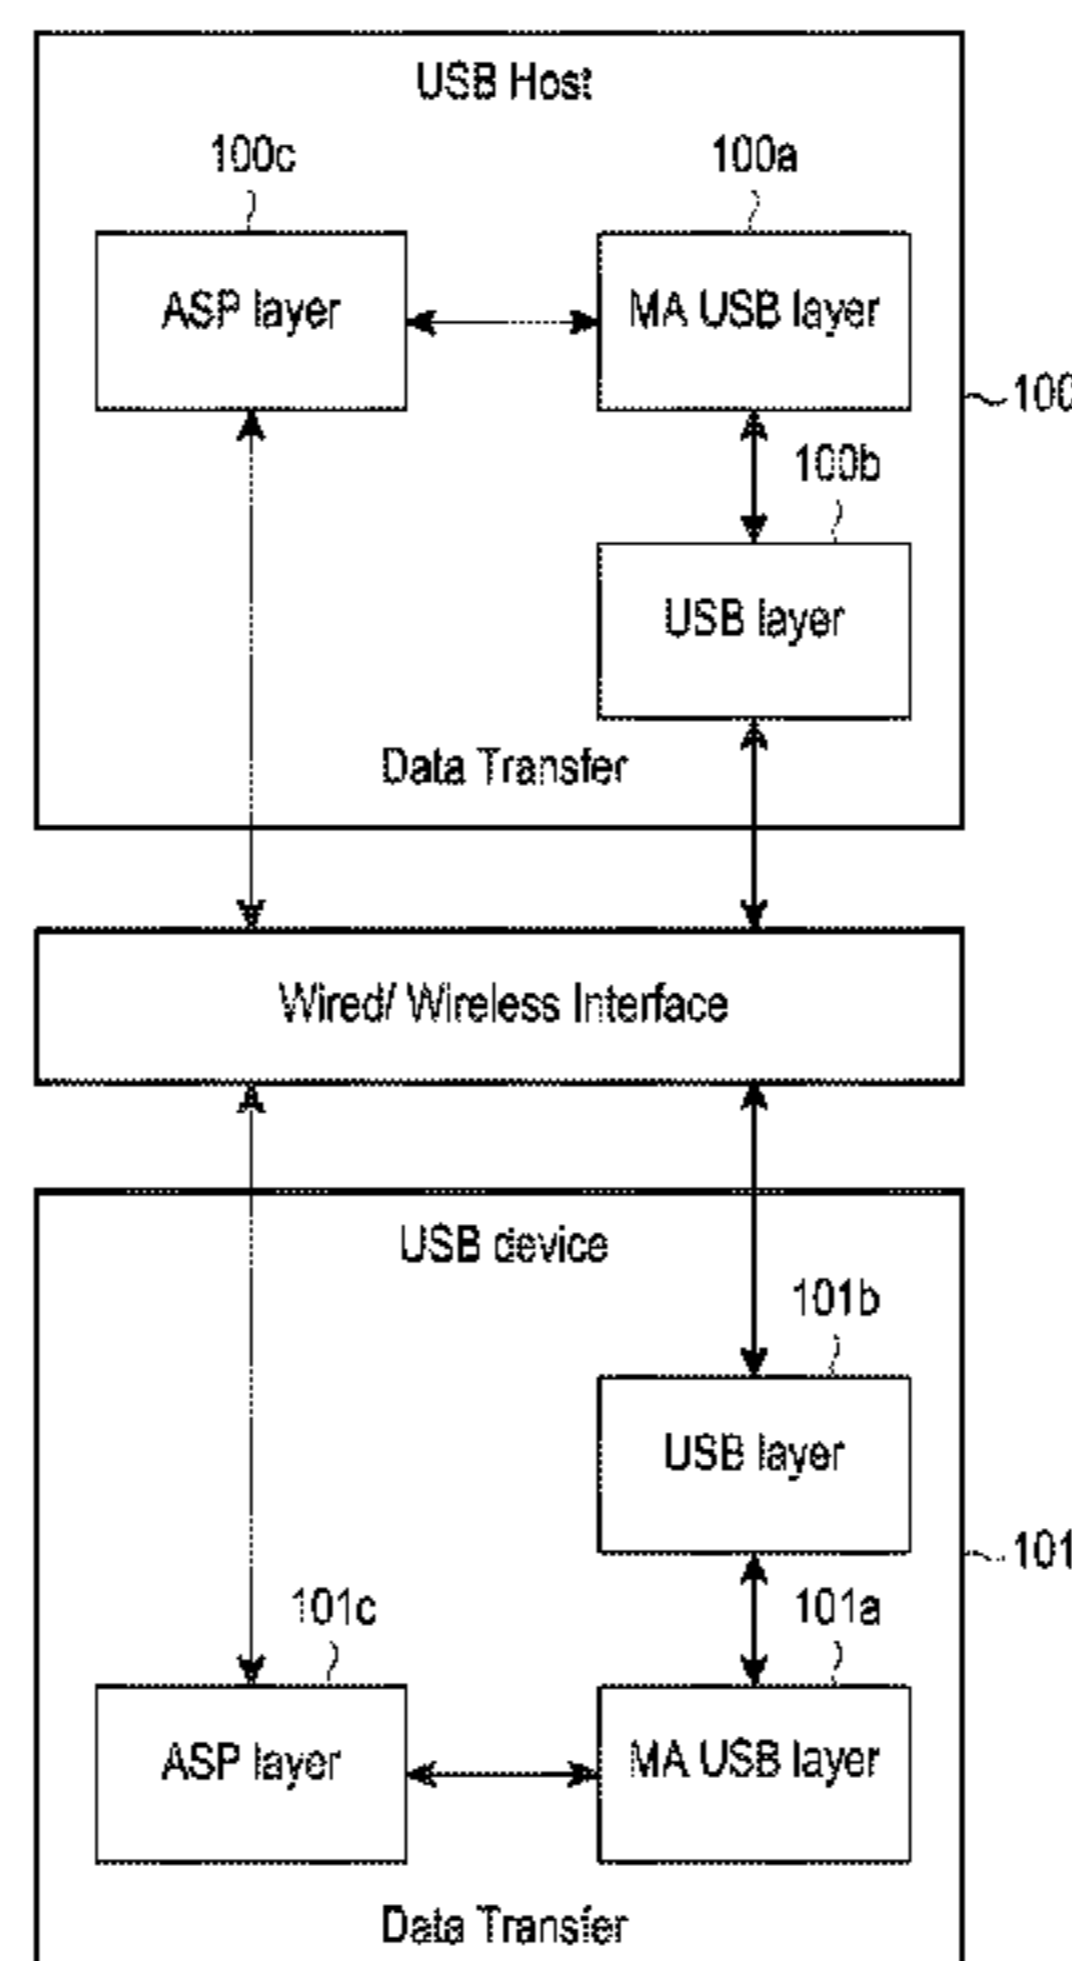 USB Host
100c
100a
ASP layer
MA USB layer
100
100b
USB layer
Data Transfer
Wired/ Wireless Interface
USB device
101b
USB layer
101
101c
101a
ASP layer
MA USB layer
Data Transfer